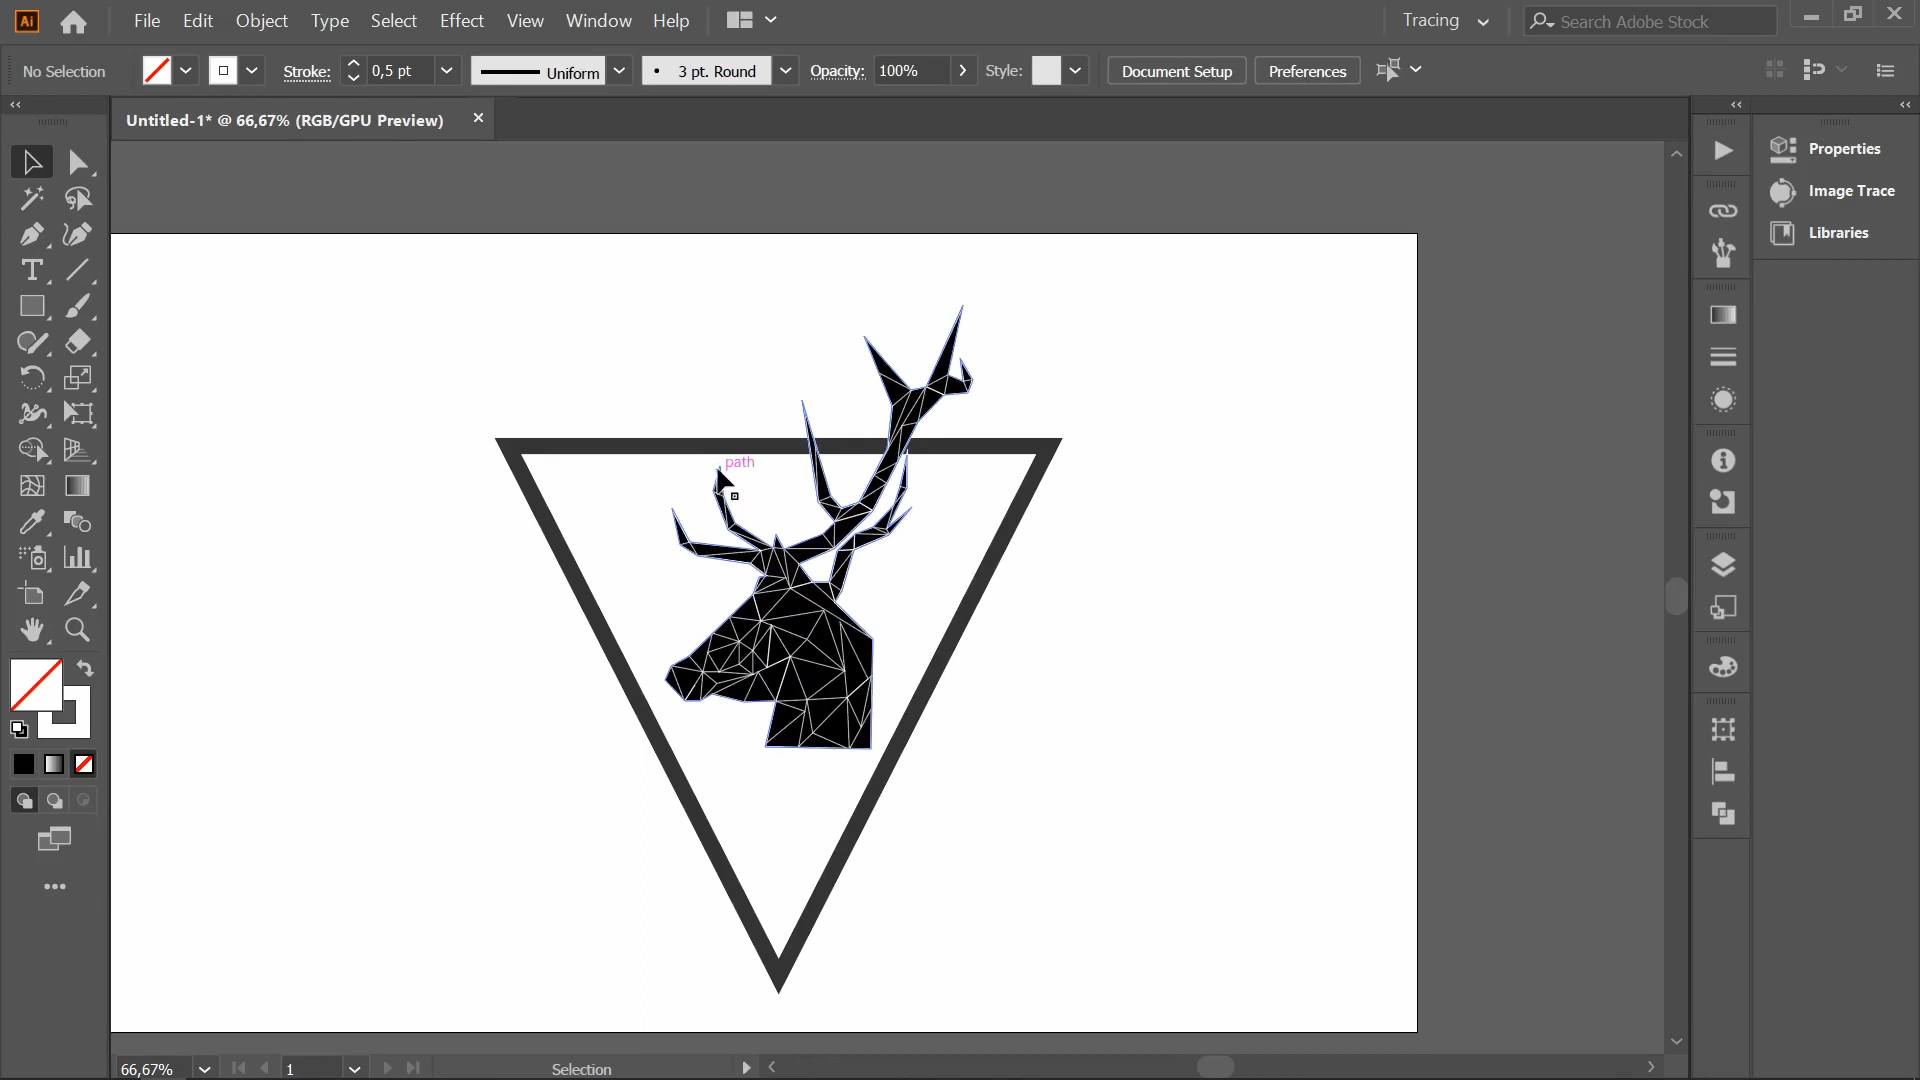 Ai File Edit Object Type Select Effect View Window Help Search Adobe Stock Tracing
No Selection Stroke: 0,5 pt Uniform 3 pt. Round Opacity: 100% Style: Document Setup Preferences
Untitled-1* @ 66,67% (RGB/GPU Preview)
Properties
Image Trace
Libraries
path
66,67% 1 Selection